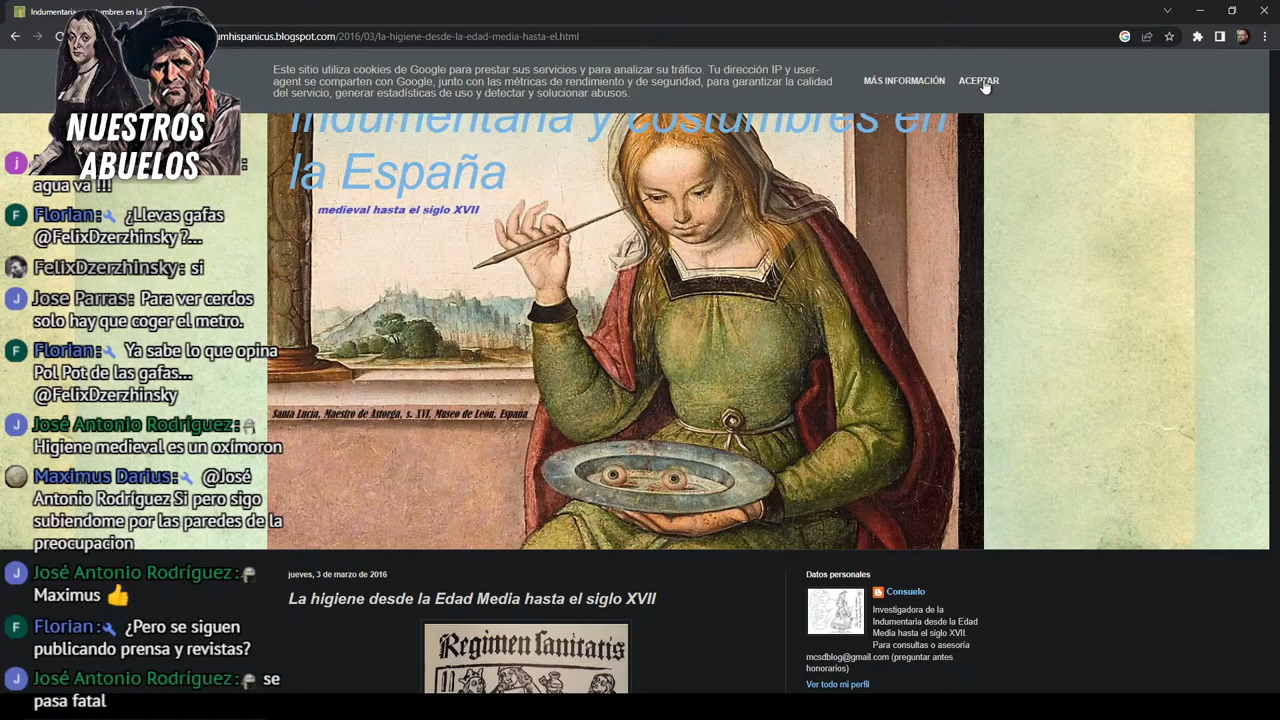 Indumentaria
umhispanicus.blogspot.com/2016/03/la-higiene-desde-la-edad-media-hasta-el.html
Este sitio utiliza cookies de Google para prestar sus servicios y para analizar su tráfico. Tu dirección IP y user-
agent se comparten con Google, junto con las métricas de rendimiento y de seguridad, para garantizar la calidad
del servicio, generar estadísticas de uso y detectar y solucionar abusos.
MÁS INFORMACIÓN
ACEPTAR
NUESTROS
ABUELOS
Indumentaria y costumbres en
la España
medieval hasta el siglo XVII
Santa Lucía, Maestro de Astorga, s. XVI, Museo de León, España
agua va !!!
Florian: ¿Llevas gafas
@FelixDzerzhinsky ?...
FelixDzerzhinsky: si
Jose Parras: Para ver cerdos
solo hay que coger el metro.
Florian: Ya sabe lo que opina
Pol Pot de las gafas...
@FelixDzerzhinsky
José Antonio Rodríguez:
Higiene medieval es un oxímoron
Maximus Darius: @José
Antonio Rodríguez Si pero sigo
subiendome por las paredes de la
preocupacion
José Antonio Rodríguez:
Maximus 👍
Florian: ¿Pero se siguen
publicando prensa y revistas?
José Antonio Rodríguez: se
pasa fatal
jueves, 3 de marzo de 2016
La higiene desde la Edad Media hasta el siglo XVII
Regimen sanitatis
Datos personales
Consuelo
Investigadora de la
Indumentaria desde la Edad
Media hasta el siglo XVII.
Para consultas o asesoría
mcsdblog@gmail.com (preguntar antes
honorarios)
Ver todo mi perfil